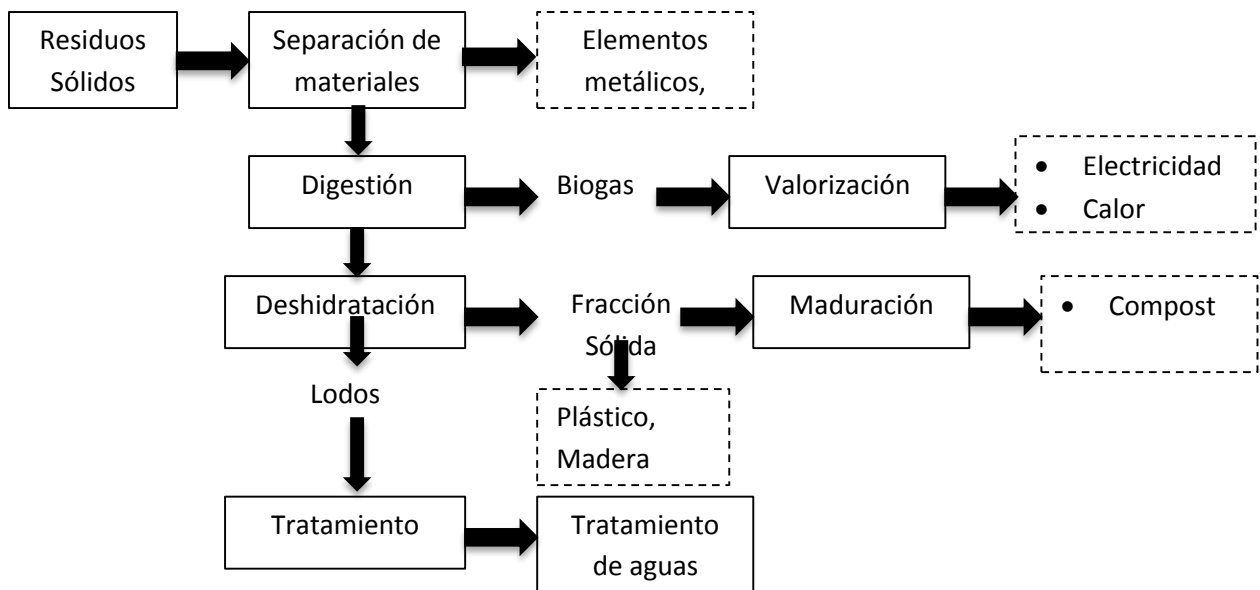 Residuos
Sólidos
Separación de
materiales
Elementos
metálicos,
Digestión
Biogas
Valorización
• Electricidad
• Calor
Deshidratación
Fracción
Sólida
Maduración
• Compost
Lodos
Plástico,
Madera
Tratamiento
Tratamiento
de aguas